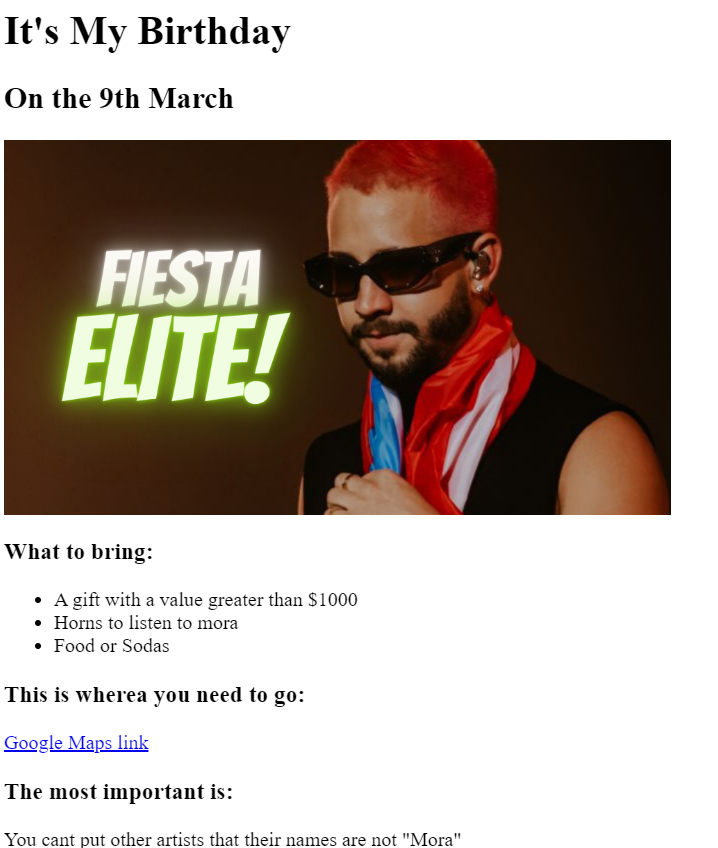 It's My Birthday
On the 9th March
FIESTA
ELITE!
What to bring:
A gift with a value greater than $1000
Horns to listen to mora
Food or Sodas
This is wherea you need to go:
Google Maps link
The most important is:
You cant put other artists that their names are not "Mora"